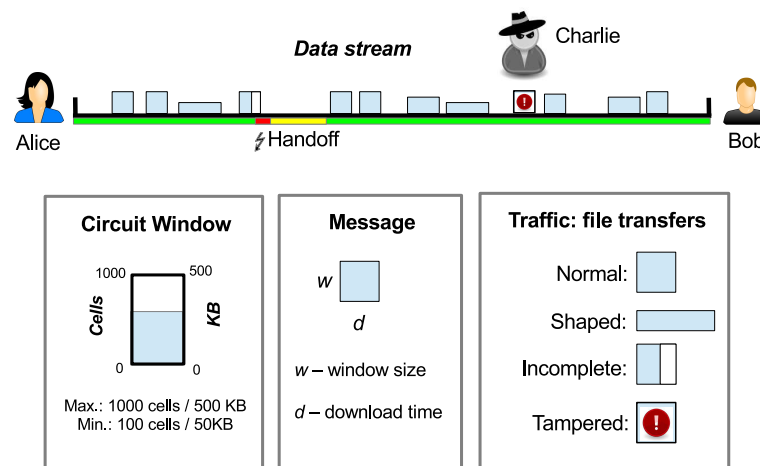 Data stream
Charlie
Alice
Handoff
Bob
Circuit Window
1000
500
Cells
KB
0
0
Max.: 1000 cells / 500 KB
Min.: 100 cells / 50KB
Message
w
d
w – window size
d – download time
Traffic: file transfers
Normal:
Shaped:
Incomplete:
Tampered:
!